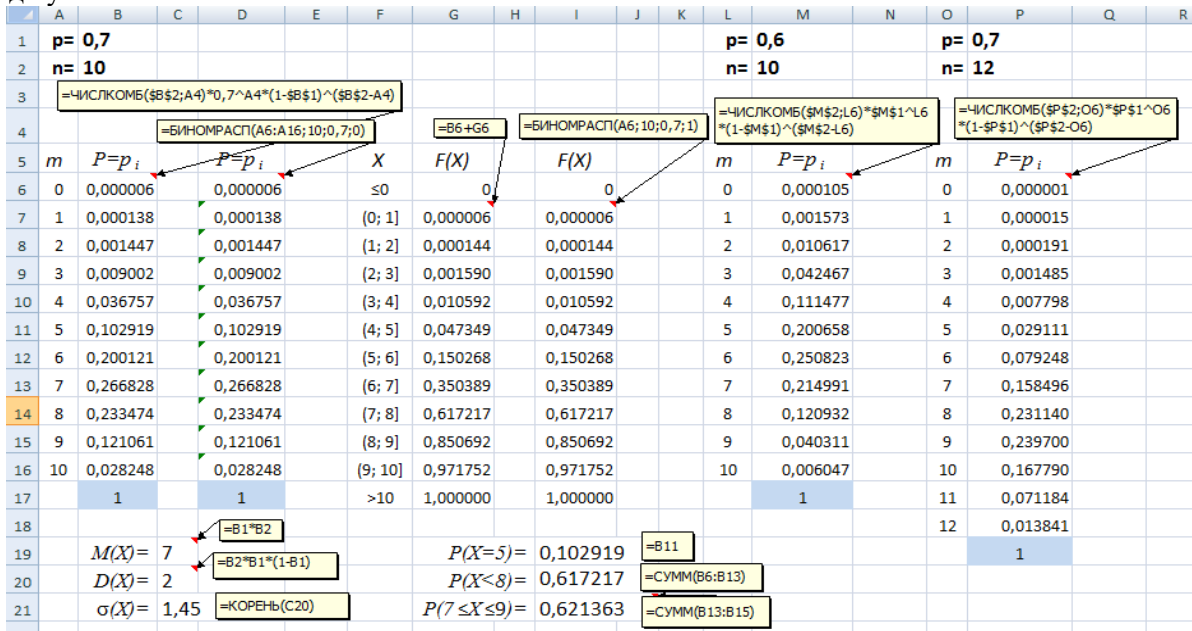 A B C D E F G H I J K L M N O P Q R
1 p= 0,7 p= 0,6 p= 0,7
2 n= 10 n= 10 n= 12
3 =ЧИСЛКОМБ($B$2;A4)*0,7^A4*(1-$B$1)^($B$2-A4)
=ЧИСЛКОМБ($M$2;L6)*$M$1^L6
*(1-$M$1)^($M$2-L6)
=ЧИСЛКОМБ($P$2;O6)*$P$1^O6
*(1-$P$1)^($P$2-O6)
4 =БИНОМРАСП(A6:A16;10;0,7;0) =B6+G6 =БИНОМРАСП(A6;10;0,7;1)
5 m P=p i P=p i X F(X) F(X) m P=p i m P=p i
6 0 0,000006 0,000006 ≤0 0 0 0 0,000105 0 0,000001
7 1 0,000138 0,000138 (0; 1] 0,000006 0,000006 1 0,001573 1 0,000015
8 2 0,001447 0,001447 (1; 2] 0,000144 0,000144 2 0,010617 2 0,000191
9 3 0,009002 0,009002 (2; 3] 0,001590 0,001590 3 0,042467 3 0,001485
10 4 0,036757 0,036757 (3; 4] 0,010592 0,010592 4 0,111477 4 0,007798
11 5 0,102919 0,102919 (4; 5] 0,047349 0,047349 5 0,200658 5 0,029111
12 6 0,200121 0,200121 (5; 6] 0,150268 0,150268 6 0,250823 6 0,079248
13 7 0,266828 0,266828 (6; 7] 0,350389 0,350389 7 0,214991 7 0,158496
14 8 0,233474 0,233474 (7; 8] 0,617217 0,617217 8 0,120932 8 0,231140
15 9 0,121061 0,121061 (8; 9] 0,850692 0,850692 9 0,040311 9 0,239700
16 10 0,028248 0,028248 (9; 10] 0,971752 0,971752 10 0,006047 10 0,167790
17 1 1 >10 1,000000 1,000000 1 11 0,071184
18 =B1*B2 12 0,013841
19 M(X)= 7 P(X=5)= 0,102919 =B11 1
20 D(X)= 2 =B2*B1*(1-B1) P(X<8)= 0,617217 =СУММ(B6:B13)
21 σ(X)= 1,45 =КОРЕНЬ(C20) P(7≤X≤9)= 0,621363 =СУММ(B13:B15)